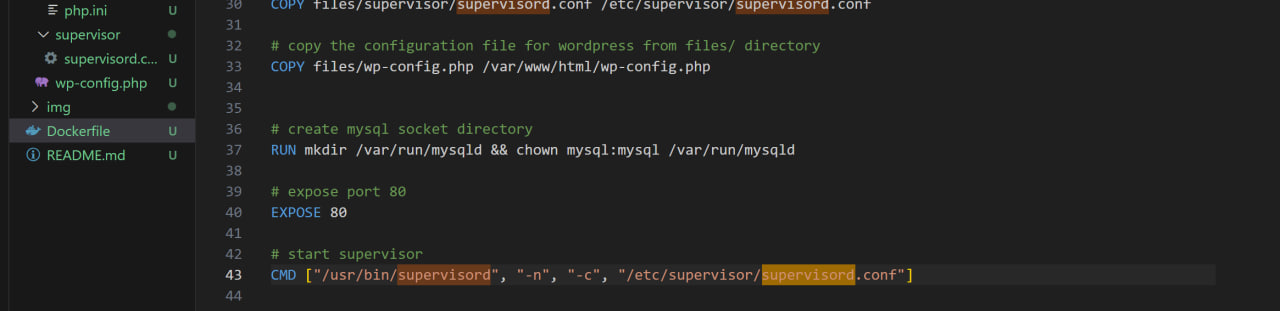 php.ini U
supervisor
supervisord.c... U
wp-config.php U
img
Dockerfile U
README.md U
30 COPY files/supervisor/supervisord.conf /etc/supervisor/supervisord.conf
31
32 # copy the configuration file for wordpress from files/ directory
33 COPY files/wp-config.php /var/www/html/wp-config.php
34
35
36 # create mysql socket directory
37 RUN mkdir /var/run/mysqld && chown mysql:mysql /var/run/mysqld
38
39 # expose port 80
40 EXPOSE 80
41
42 # start supervisor
43 CMD ["/usr/bin/supervisord", "-n", "-c", "/etc/supervisor/supervisord.conf"]
44